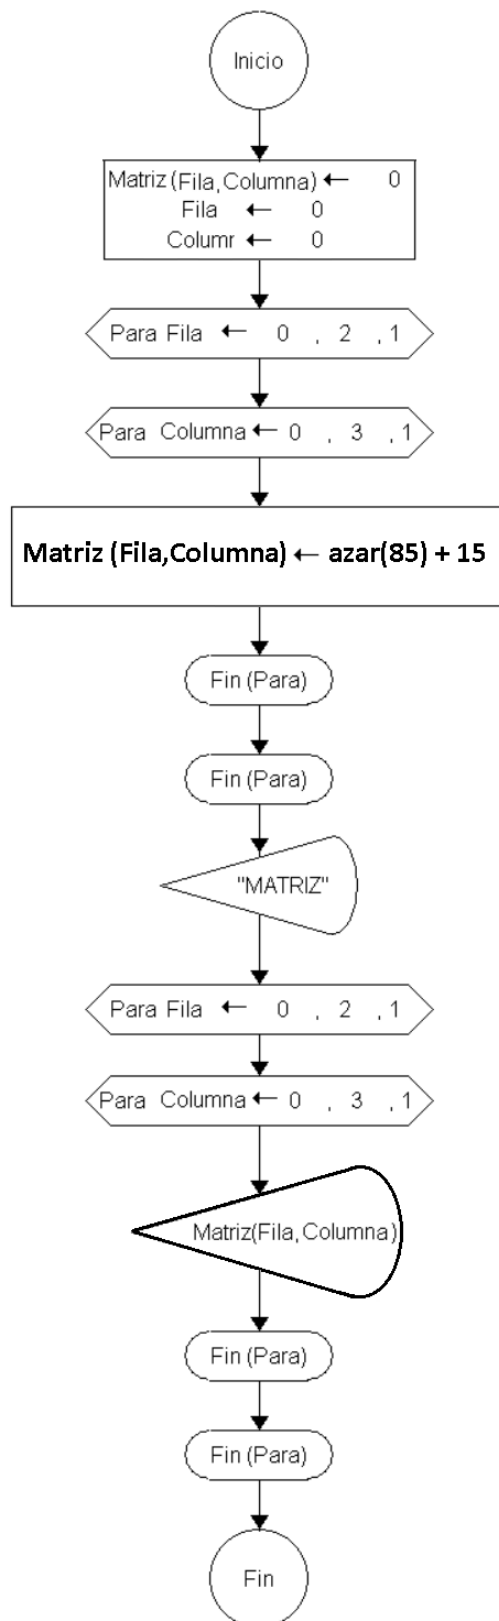 Inicio
Matriz (Fila,Columna) ← 0
Fila ← 0
Columr ← 0
Para Fila ← 0 , 2 , 1
Para Columna ← 0 , 3 , 1
Matriz (Fila,Columna) ← azar(85) + 15
Fin (Para)
Fin (Para)
"MATRIZ"
Para Fila ← 0 , 2 , 1
Para Columna ← 0 , 3 , 1
Matriz(Fila,Columna)
Fin (Para)
Fin (Para)
Fin